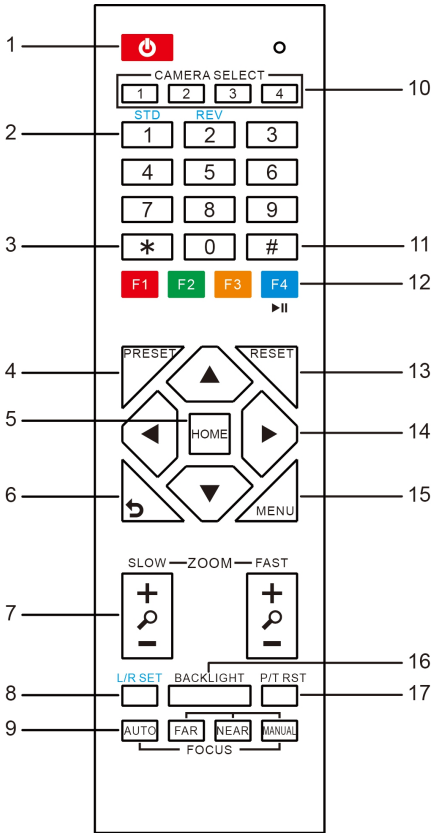 1
CAMERA SELECT
1 2 3 4
10
STD REV
2
1 2 3
4 5 6
7 8 9
3
* 0 #
11
F1 F2 F3 F4
12
PRESET RESET
4
13
5
HOME
14
6
MENU
15
SLOW ZOOM FAST
+ +
7
− −
16
L/R SET BACKLIGHT P/T RST
8
17
9
AUTO FAR NEAR MANUAL
FOCUS